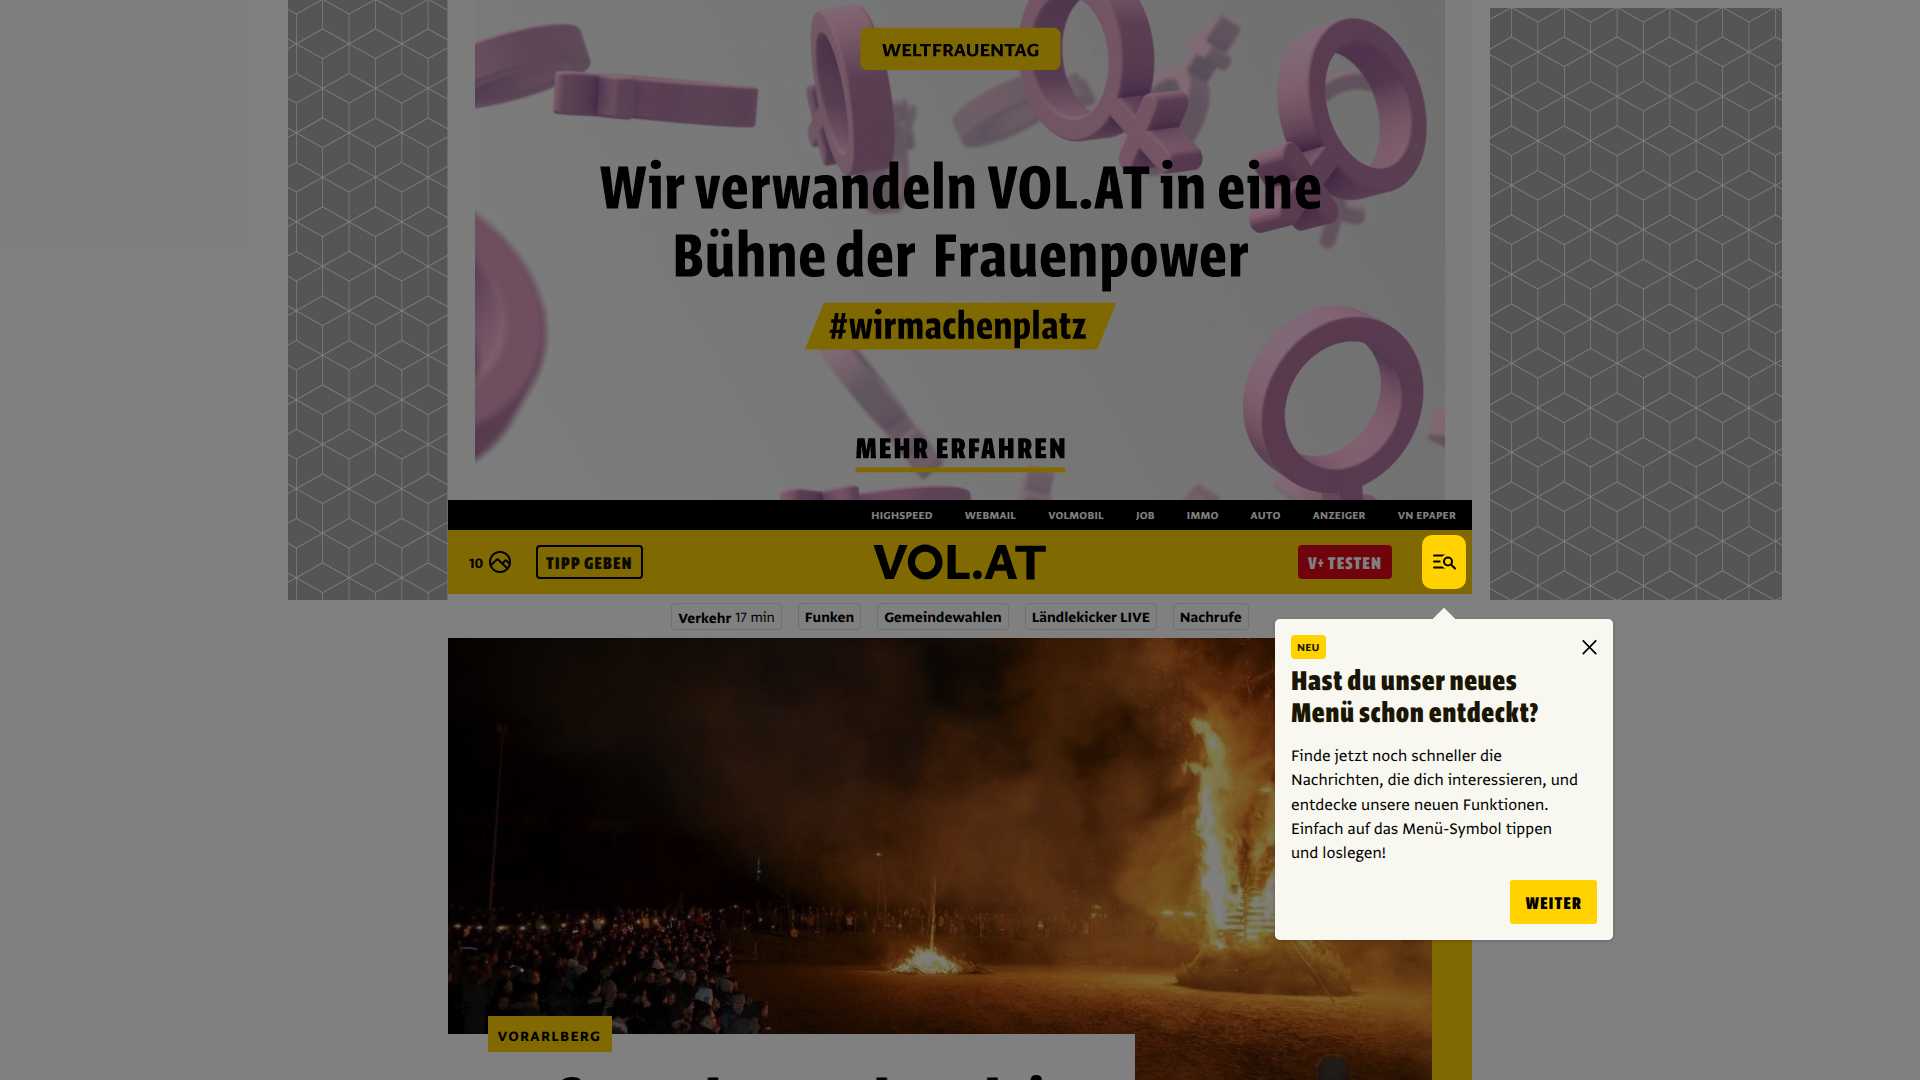 WELTFRAUENTAG
Wir verwandeln VOL.AT in eine
Bühne der Frauenpower
#wirmachenplatz
MEHR ERFAHREN
HIGHSPEED WEBMAIL VOLMOBIL JOB IMMO AUTO ANZEIGER VN EPAPER
10 TIPP GEBEN VOL.AT V+ TESTEN
Verkehr 17 min Funken Gemeindewahlen Ländlekicker LIVE Nachrufe
NEU
Hast du unser neues
Menü schon entdeckt?
Finde jetzt noch schneller die
Nachrichten, die dich interessieren, und
entdecke unsere neuen Funktionen.
Einfach auf das Menü-Symbol tippen
und loslegen!
WEITER
VORARLBERG